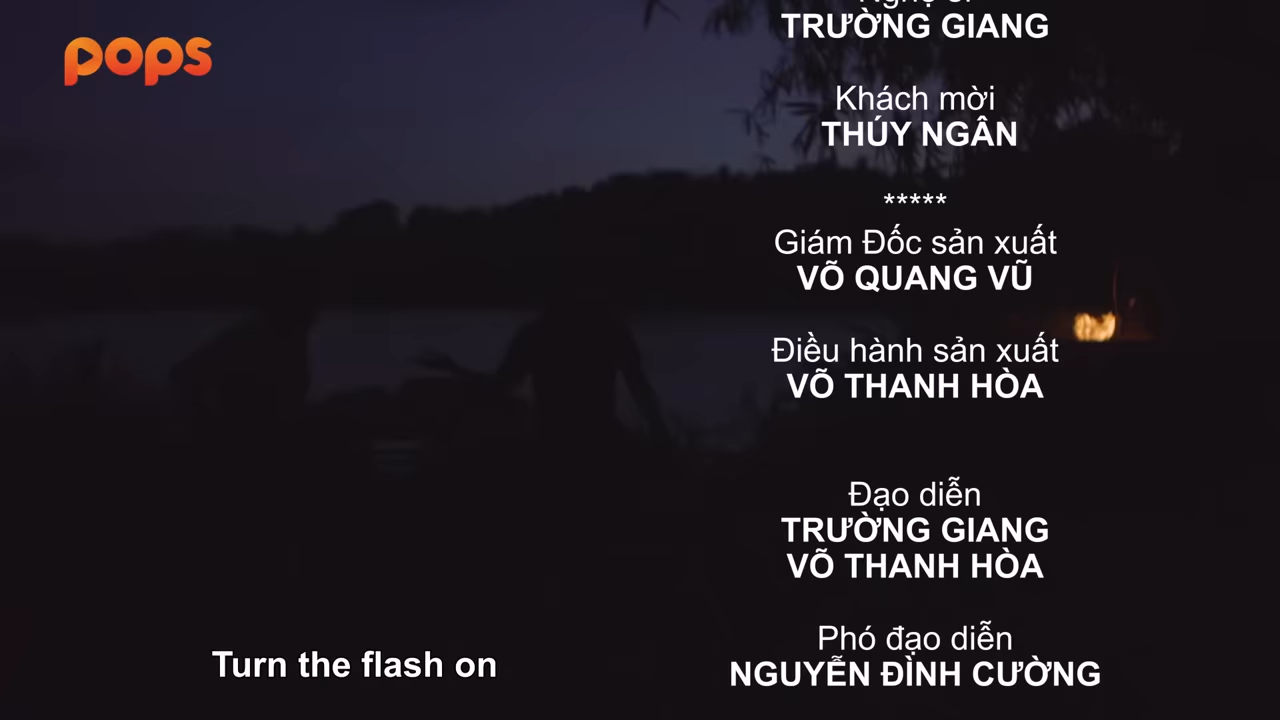 pops
TRƯỜNG GIANG
Khách mời
THÚY NGÂN
*****
Giám Đốc sản xuất
VÕ QUANG VŨ
Điều hành sản xuất
VÕ THANH HÒA
Đạo diễn
TRƯỜNG GIANG
VÕ THANH HÒA
Phó đạo diễn
NGUYỄN ĐÌNH CƯỜNG
Turn the flash on